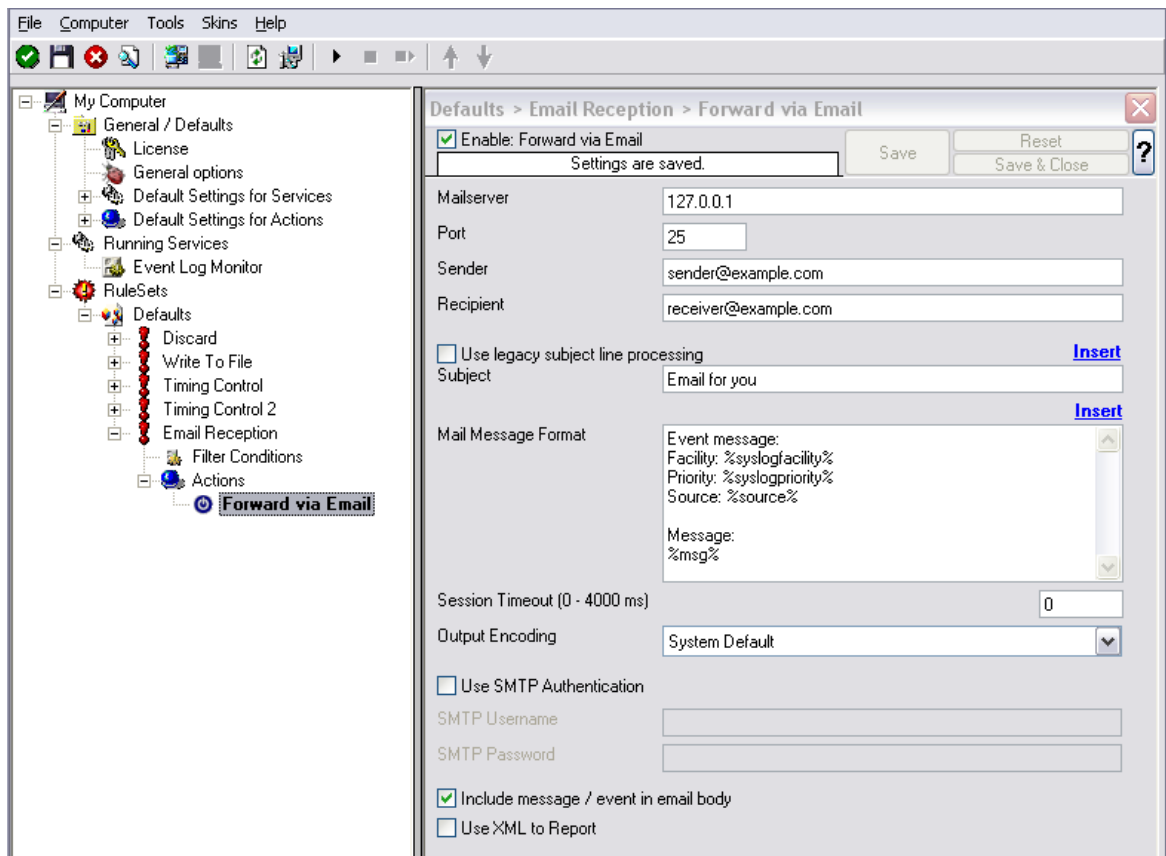 File Computer Tools Skins Help
My Computer
General / Defaults
License
General options
Default Settings for Services
Default Settings for Actions
Running Services
Event Log Monitor
RuleSets
Defaults
Discard
Write To File
Timing Control
Timing Control 2
Email Reception
Filter Conditions
Actions
Forward via Email
Defaults > Email Reception > Forward via Email
Enable: Forward via Email
Settings are saved.
Save
Reset
Save & Close
?
Mailserver 127.0.0.1
Port 25
Sender sender@example.com
Recipient receiver@example.com
Use legacy subject line processing Insert
Subject Email for you
Insert
Mail Message Format
Event message:
Facility: %syslogfacility%
Priority: %syslogpriority%
Source: %source%
Message:
%msg%
Session Timeout (0 - 4000 ms) 0
Output Encoding System Default
Use SMTP Authentication
SMTP Username
SMTP Password
Include message / event in email body
Use XML to Report